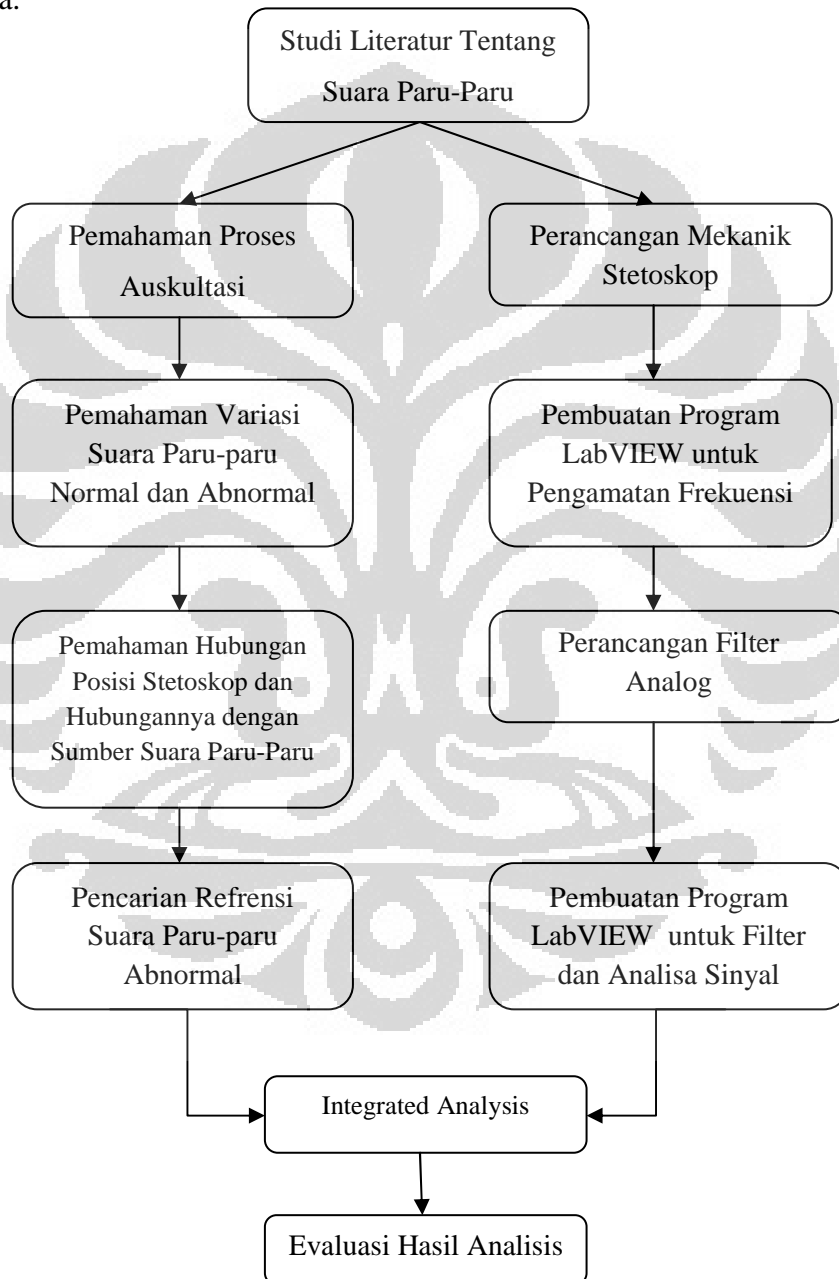 a.
Studi Literatur Tentang
Suara Paru-Paru
Pemahaman Proses
Auskultasi
Perancangan Mekanik
Stetoskop
Pemahaman Variasi
Suara Paru-paru
Normal dan Abnormal
Pembuatan Program
LabVIEW untuk
Pengamatan Frekuensi
Pemahaman Hubungan
Posisi Stetoskop dan
Hubungannya dengan
Sumber Suara Paru-Paru
Perancangan Filter
Analog
Pencarian Refrensi
Suara Paru-paru
Abnormal
Pembuatan Program
LabVIEW untuk Filter
dan Analisa Sinyal
Integrated Analysis
Evaluasi Hasil Analisis